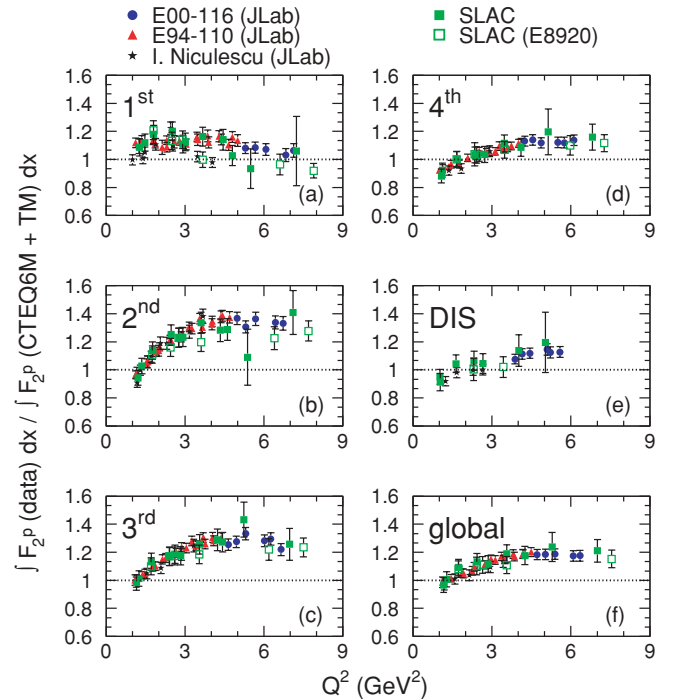 E00-116 (JLab)
E94-110 (JLab)
I. Niculescu (JLab)
SLAC
SLAC (E8920)
∫ F₂ᵖ (data) dx / ∫ F₂ᵖ (CTEQ6M + TM) dx
1.6
1.4
1.2
1
0.8
0.6
1ˢᵗ
(a)
0 3 6 9
1.6
1.4
1.2
1
0.8
0.6
4ᵗʰ
(d)
0 3 6 9
1.6
1.4
1.2
1
0.8
0.6
2ⁿᵈ
(b)
0 3 6 9
1.6
1.4
1.2
1
0.8
0.6
DIS
(e)
0 3 6 9
1.6
1.4
1.2
1
0.8
0.6
3ʳᵈ
(c)
0 3 6 9
1.6
1.4
1.2
1
0.8
0.6
global
(f)
0 3 6 9
Q² (GeV²)